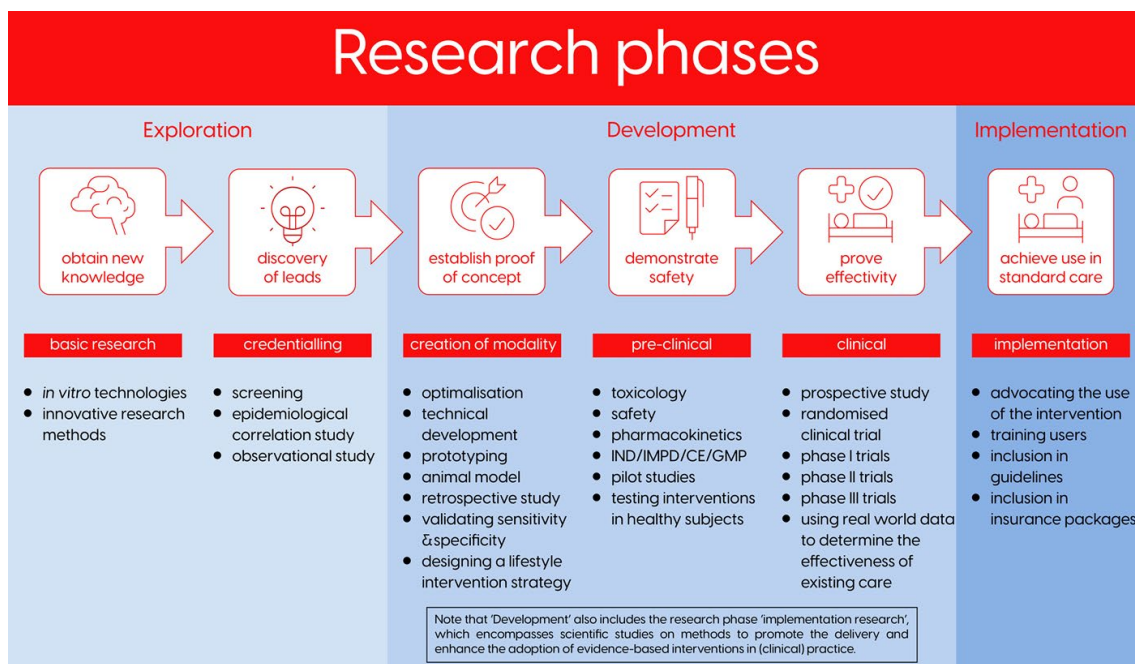 Research phases
Exploration
Development
Implementation
obtain new
knowledge
discovery
of leads
establish proof
of concept
demonstrate
safety
prove
effectivity
achieve use in
standard care
basic research
credentialling
creation of modality
pre-clinical
clinical
implementation
• in vitro technologies
• innovative research
methods
• screening
• epidemiological
correlation study
• observational study
• optimalisation
• technical
development
• prototyping
• animal model
• retrospective study
• validating sensitivity
& specificity
• designing a lifestyle
intervention strategy
• toxicology
• safety
• pharmacokinetics
• IND/IMPD/CE/GMP
• pilot studies
• testing interventions
in healthy subjects
• prospective study
• randomised
clinical trial
• phase I trials
• phase II trials
• phase III trials
• using real world data
to determine the
effectiveness of
existing care
• advocating the use
of the intervention
• training users
• inclusion in
guidelines
• inclusion in
insurance packages
Note that 'Development' also includes the research phase 'implementation research',
which encompasses scientific studies on methods to promote the delivery and
enhance the adoption of evidence-based interventions in (clinical) practice.